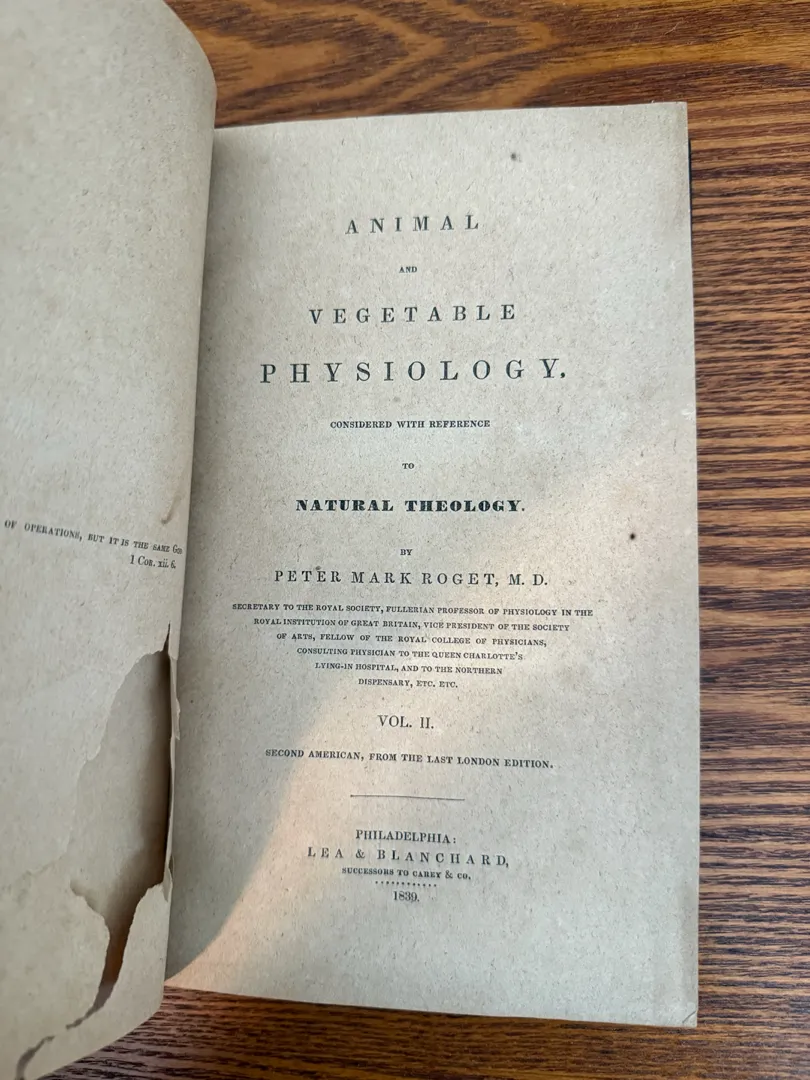 OF OPERATIONS, BUT IT IS THE SAME GOD
1 COR. xii. 6.
ANIMAL
AND
VEGETABLE
PHYSIOLOGY,
CONSIDERED WITH REFERENCE
TO
NATURAL THEOLOGY.
BY
PETER MARK ROGET, M. D.
SECRETARY TO THE ROYAL SOCIETY, FULLERIAN PROFESSOR OF PHYSIOLOGY IN THE
ROYAL INSTITUTION OF GREAT BRITAIN, VICE PRESIDENT OF THE SOCIETY
OF ARTS, FELLOW OF THE ROYAL COLLEGE OF PHYSICIANS,
CONSULTING PHYSICIAN TO THE QUEEN CHARLOTTE'S
LYING-IN HOSPITAL, AND TO THE NORTHERN
DISPENSARY, ETC. ETC.
VOL. II.
SECOND AMERICAN, FROM THE LAST LONDON EDITION.
PHILADELPHIA:
LEA & BLANCHARD,
SUCCESSORS TO CAREY & CO.
1839.